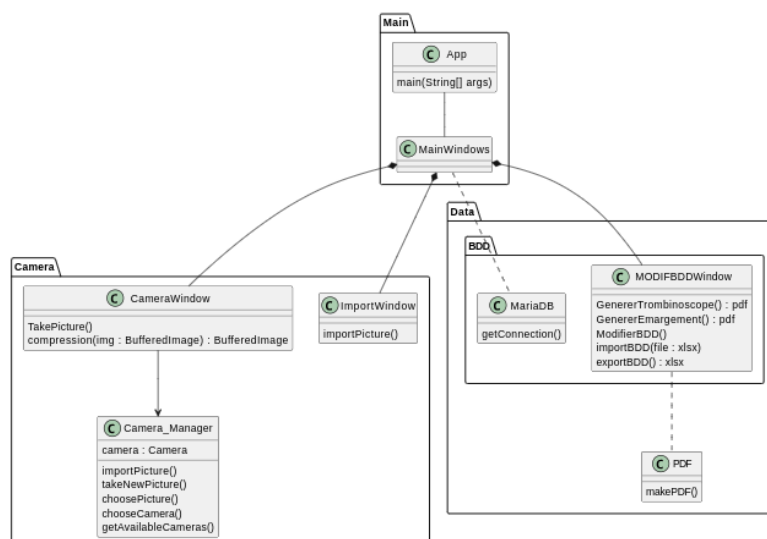 Main
C App
main(String[] args)
C MainWindows
Data
BDD
C MODIFBDDWindow
GenererTrombinoscope() : pdf
GenererEmargement() : pdf
ModifierBDD()
importBDD(file : xlsx)
exportBDD() : xlsx
C MariaDB
getConnection()
C PDF
makePDF()
Camera
C CameraWindow
TakePicture()
compression(img : BufferedImage) : BufferedImage
C ImportWindow
importPicture()
C Camera_Manager
camera : Camera
importPicture()
takeNewPicture()
choosePicture()
chooseCamera()
getAvailableCameras()